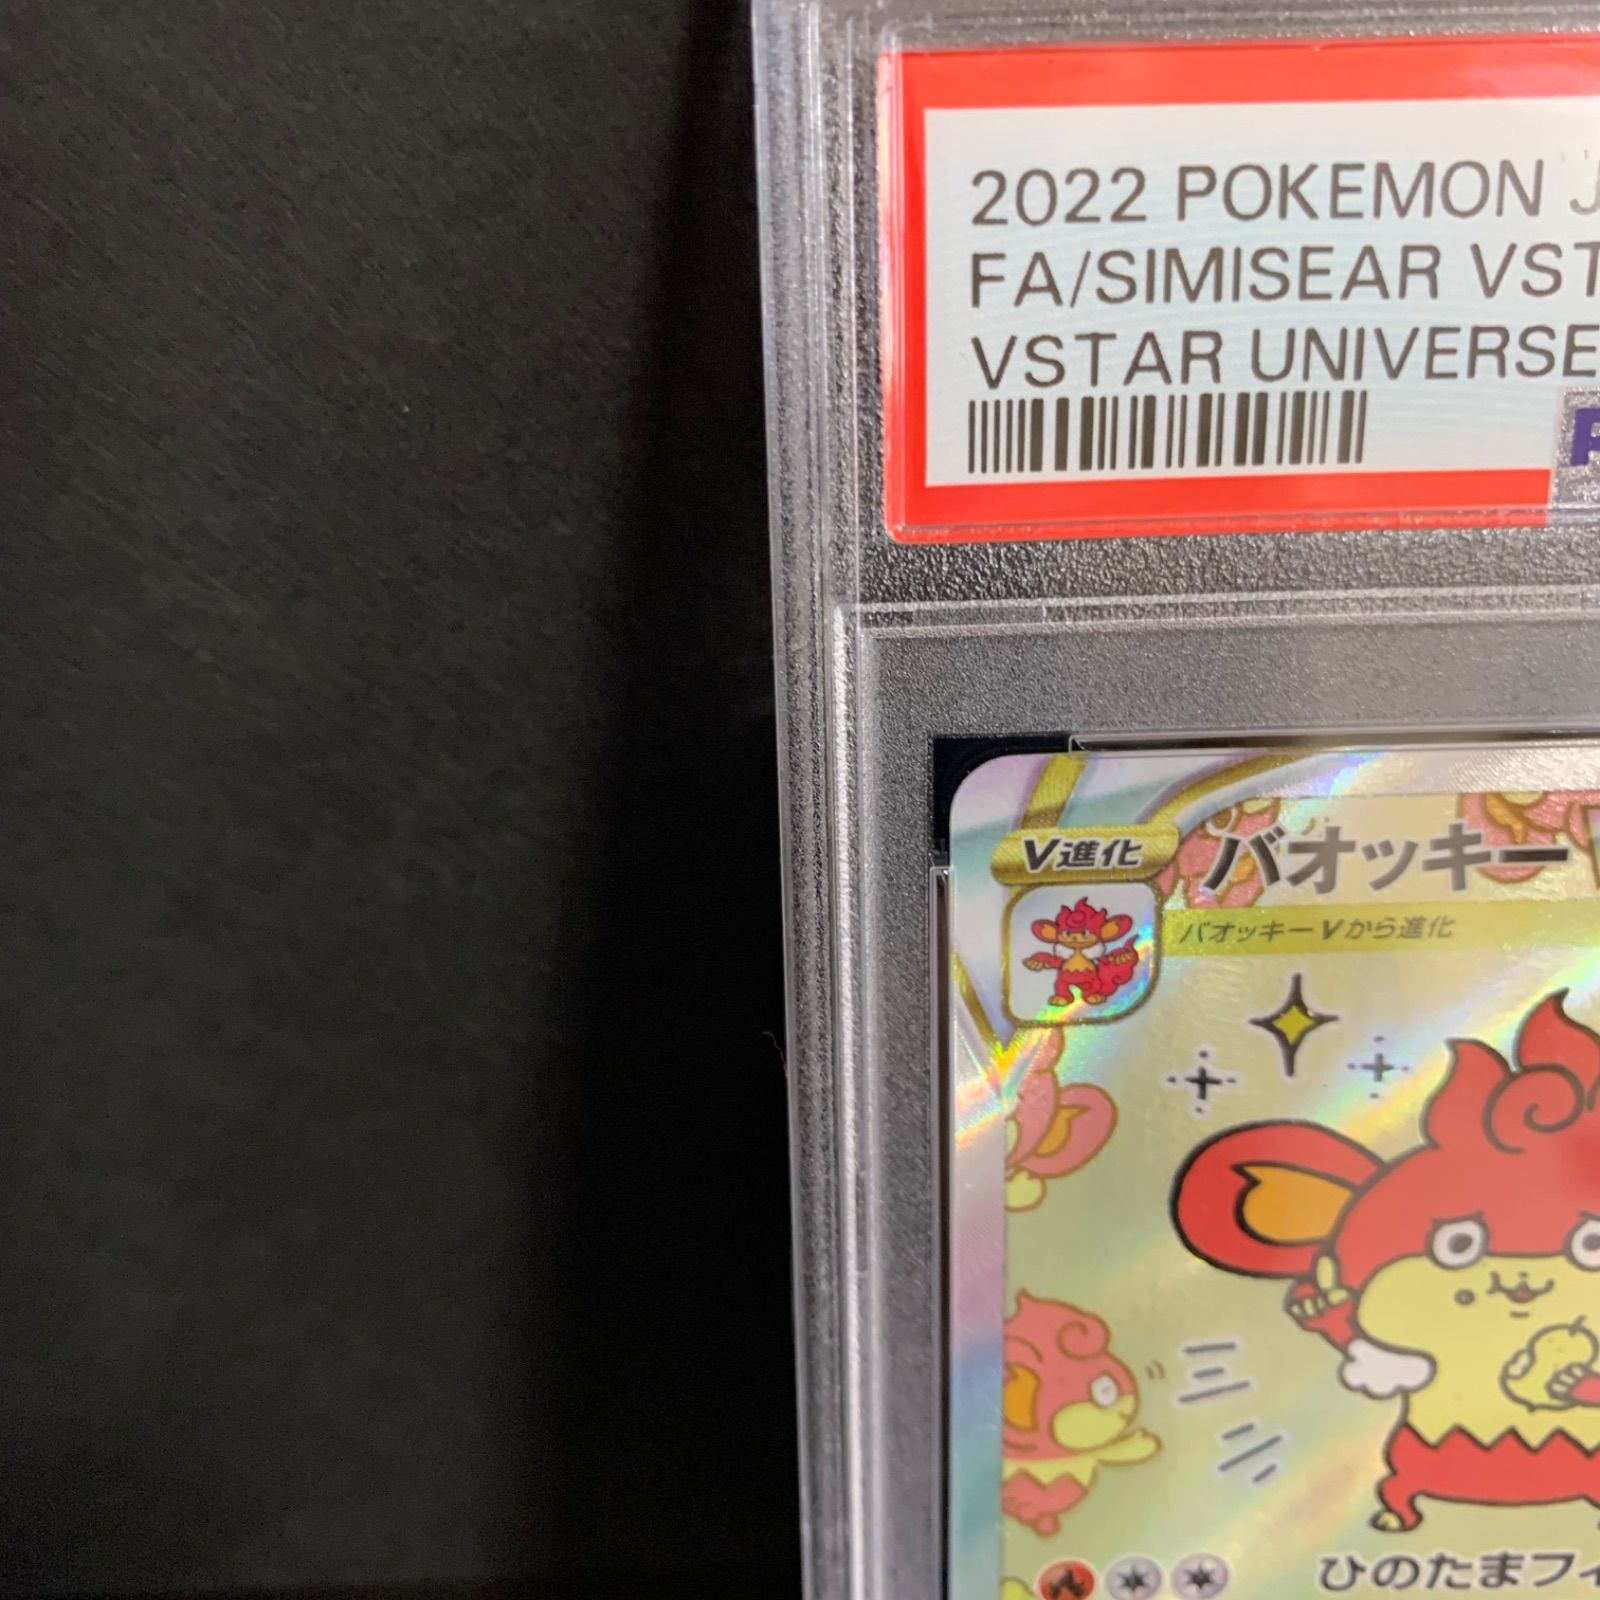 2022 POKEMON J
FA/SIMISEAR VST
VSTAR UNIVERSE
V進化
バオッキー
バオッキーVから進化
ひのたまフィ